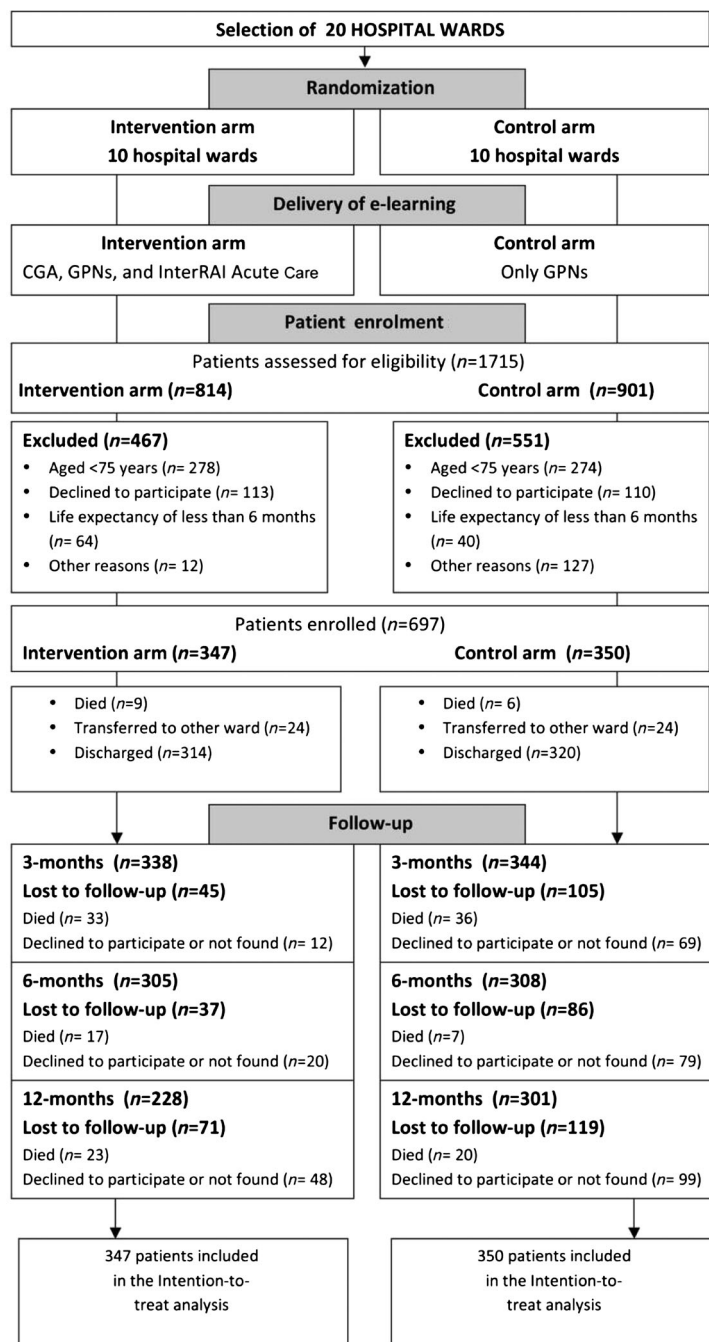 Selection of 20 HOSPITAL WARDS
Randomization
Intervention arm
10 hospital wards
Control arm
10 hospital wards
Delivery of e-learning
Intervention arm
CGA, GPNs, and InterRAI Acute Care
Control arm
Only GPNs
Patient enrolment
Patients assessed for eligibility (n=1715)
Intervention arm (n=814)
Control arm (n=901)
Excluded (n=467)
• Aged <75 years (n= 278)
• Declined to participate (n= 113)
• Life expectancy of less than 6 months
(n= 64)
• Other reasons (n= 12)
Excluded (n=551)
• Aged <75 years (n= 274)
• Declined to participate (n= 110)
• Life expectancy of less than 6 months
(n= 40)
• Other reasons (n= 127)
Patients enrolled (n=697)
Intervention arm (n=347)
Control arm (n=350)
• Died (n=9)
• Transferred to other ward (n=24)
• Discharged (n=314)
• Died (n= 6)
• Transferred to other ward (n=24)
• Discharged (n=320)
Follow-up
3-months (n=338)
Lost to follow-up (n=45)
Died (n= 33)
Declined to participate or not found (n= 12)
3-months (n=344)
Lost to follow-up (n=105)
Died (n= 36)
Declined to participate or not found (n= 69)
6-months (n=305)
Lost to follow-up (n=37)
Died (n= 17)
Declined to participate or not found (n=20)
6-months (n=308)
Lost to follow-up (n=86)
Died (n=7)
Declined to participate or not found (n= 79)
12-months (n=228)
Lost to follow-up (n=71)
Died (n= 23)
Declined to participate or not found (n= 48)
12-months (n=301)
Lost to follow-up (n=119)
Died (n= 20)
Declined to participate or not found (n= 99)
347 patients included
in the Intention-to-
treat analysis
350 patients included
in the Intention-to-
treat analysis